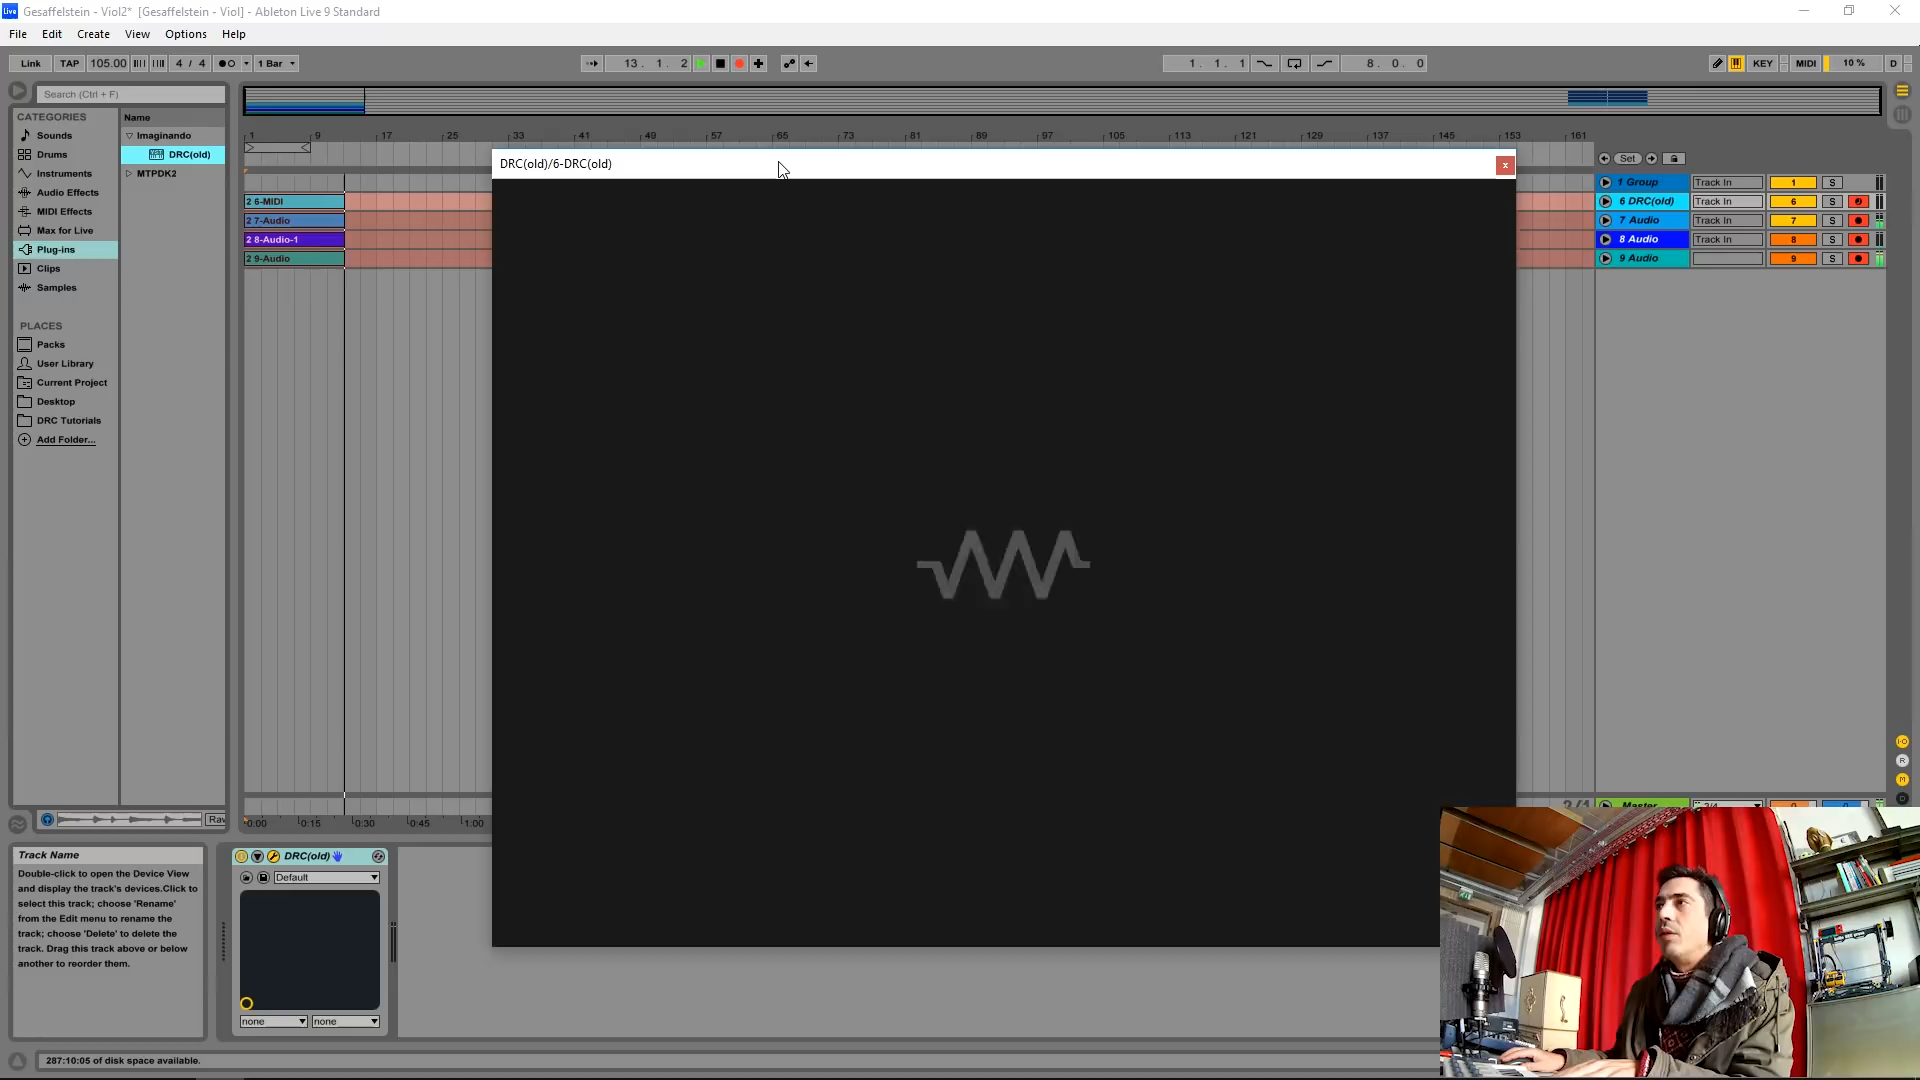 Live Gesaffelstein - Viol2* [Gesaffelstein - Viol] - Ableton Live 9 Standard
File Edit Create View Options Help
Link TAP 105.00 4 / 4 1 Bar 13. 1. 2 1. 1. 1 8. 0. 0 KEY MIDI 10 % D
Search (Ctrl + F)
CATEGORIES
Sounds
Drums
Instruments
Audio Effects
MIDI Effects
Max for Live
Plug-ins
Clips
Samples
PLACES
Packs
User Library
Current Project
Desktop
DRC Tutorials
Add Folder...
Name
Imaginando
DRC(old)
MTPDK2
1 9 17 25 33 41 49 57 65 73 81 89 97 105 113 121 129 137 145 153 161
DRC(old)/6-DRC(old)
x
Set
2 6-MIDI
2 7-Audio
2 8-Audio-1
2 9-Audio
1 Group Track In 1 S
6 DRC(old) Track In 6 S
7 Audio Track In 7 S
8 Audio Track In 8 S
9 Audio 9 S
I-O
R
M
D
2/1 Master 3/4 0 0
Raw
0:00 0:15 0:30 0:45 1:00
Track Name
Double-click to open the Device View
and display the track's devices.Click to
select this track; choose 'Rename'
from the Edit menu to rename the
track; choose 'Delete' to delete the
track. Drag this track above or below
another to reorder them.
DRC(old)
Default
none none
287:10:05 of disk space available.